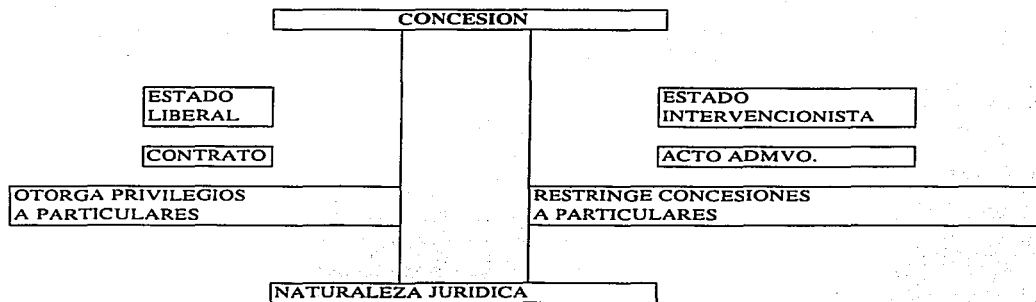 CONCESION
ESTADO
LIBERAL
ESTADO
INTERVENCIONISTA
CONTRATO
ACTO ADMVO.
OTORGA PRIVILEGIOS
A PARTICULARES
RESTRINGE CONCESIONES
A PARTICULARES
NATURALEZA JURIDICA